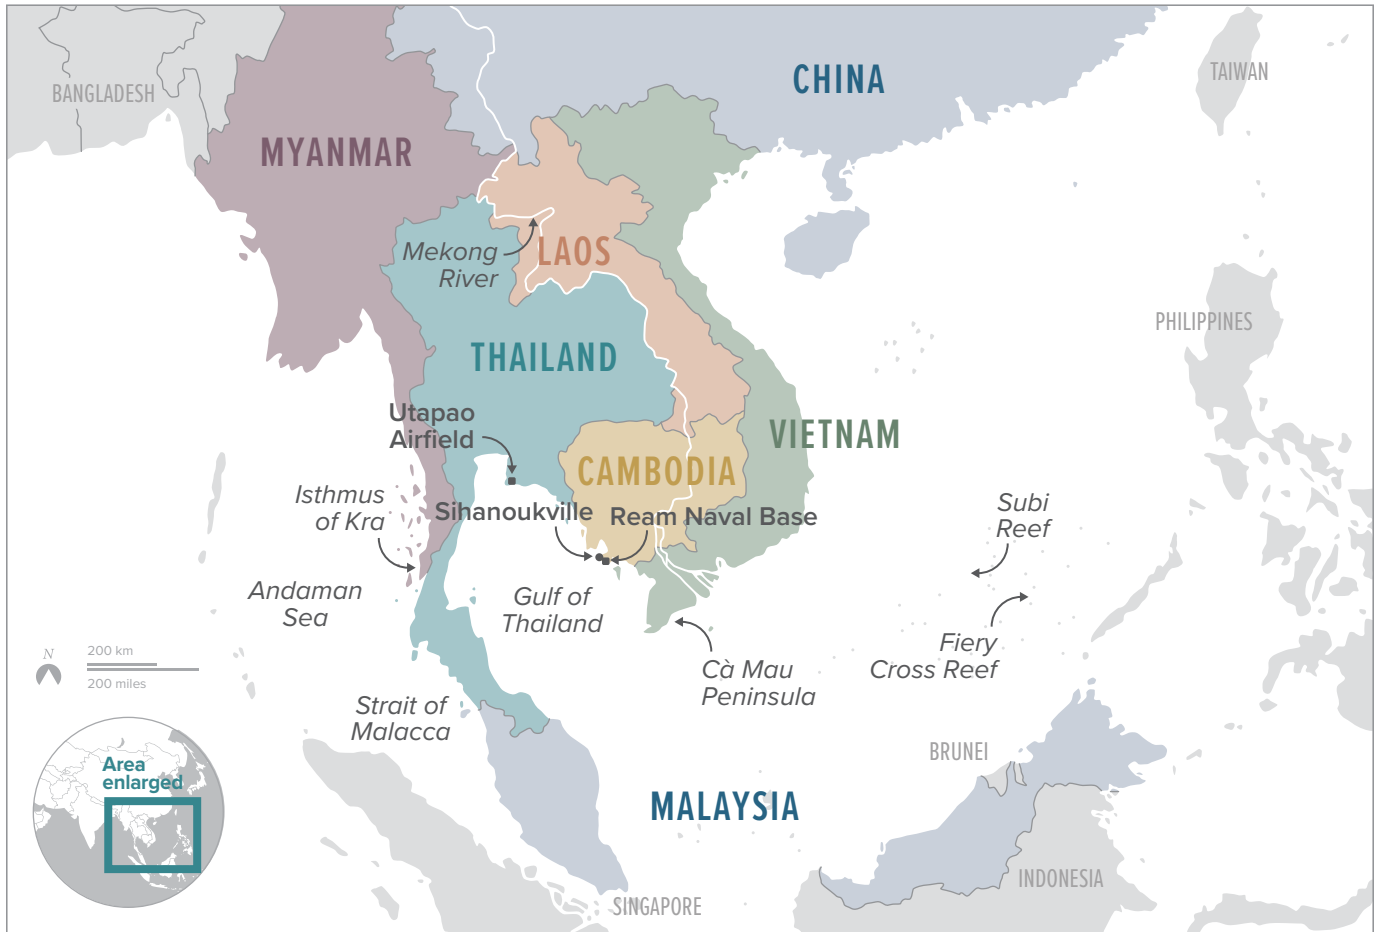 CHINA
TAIWAN
BANGLADESH
MYANMAR
Mekong
River
LAOS
PHILIPPINES
THAILAND
Utapao
Airfield
VIETNAM
CAMBODIA
Isthmus
of Kra
Sihanoukville
Ream Naval Base
Subi
Reef
Andaman
Sea
Gulf of
Thailand
Fiery
Cross Reef
N
200 km
200 miles
Cà Mau
Peninsula
Strait of
Malacca
BRUNEI
Area
enlarged
MALAYSIA
INDONESIA
SINGAPORE